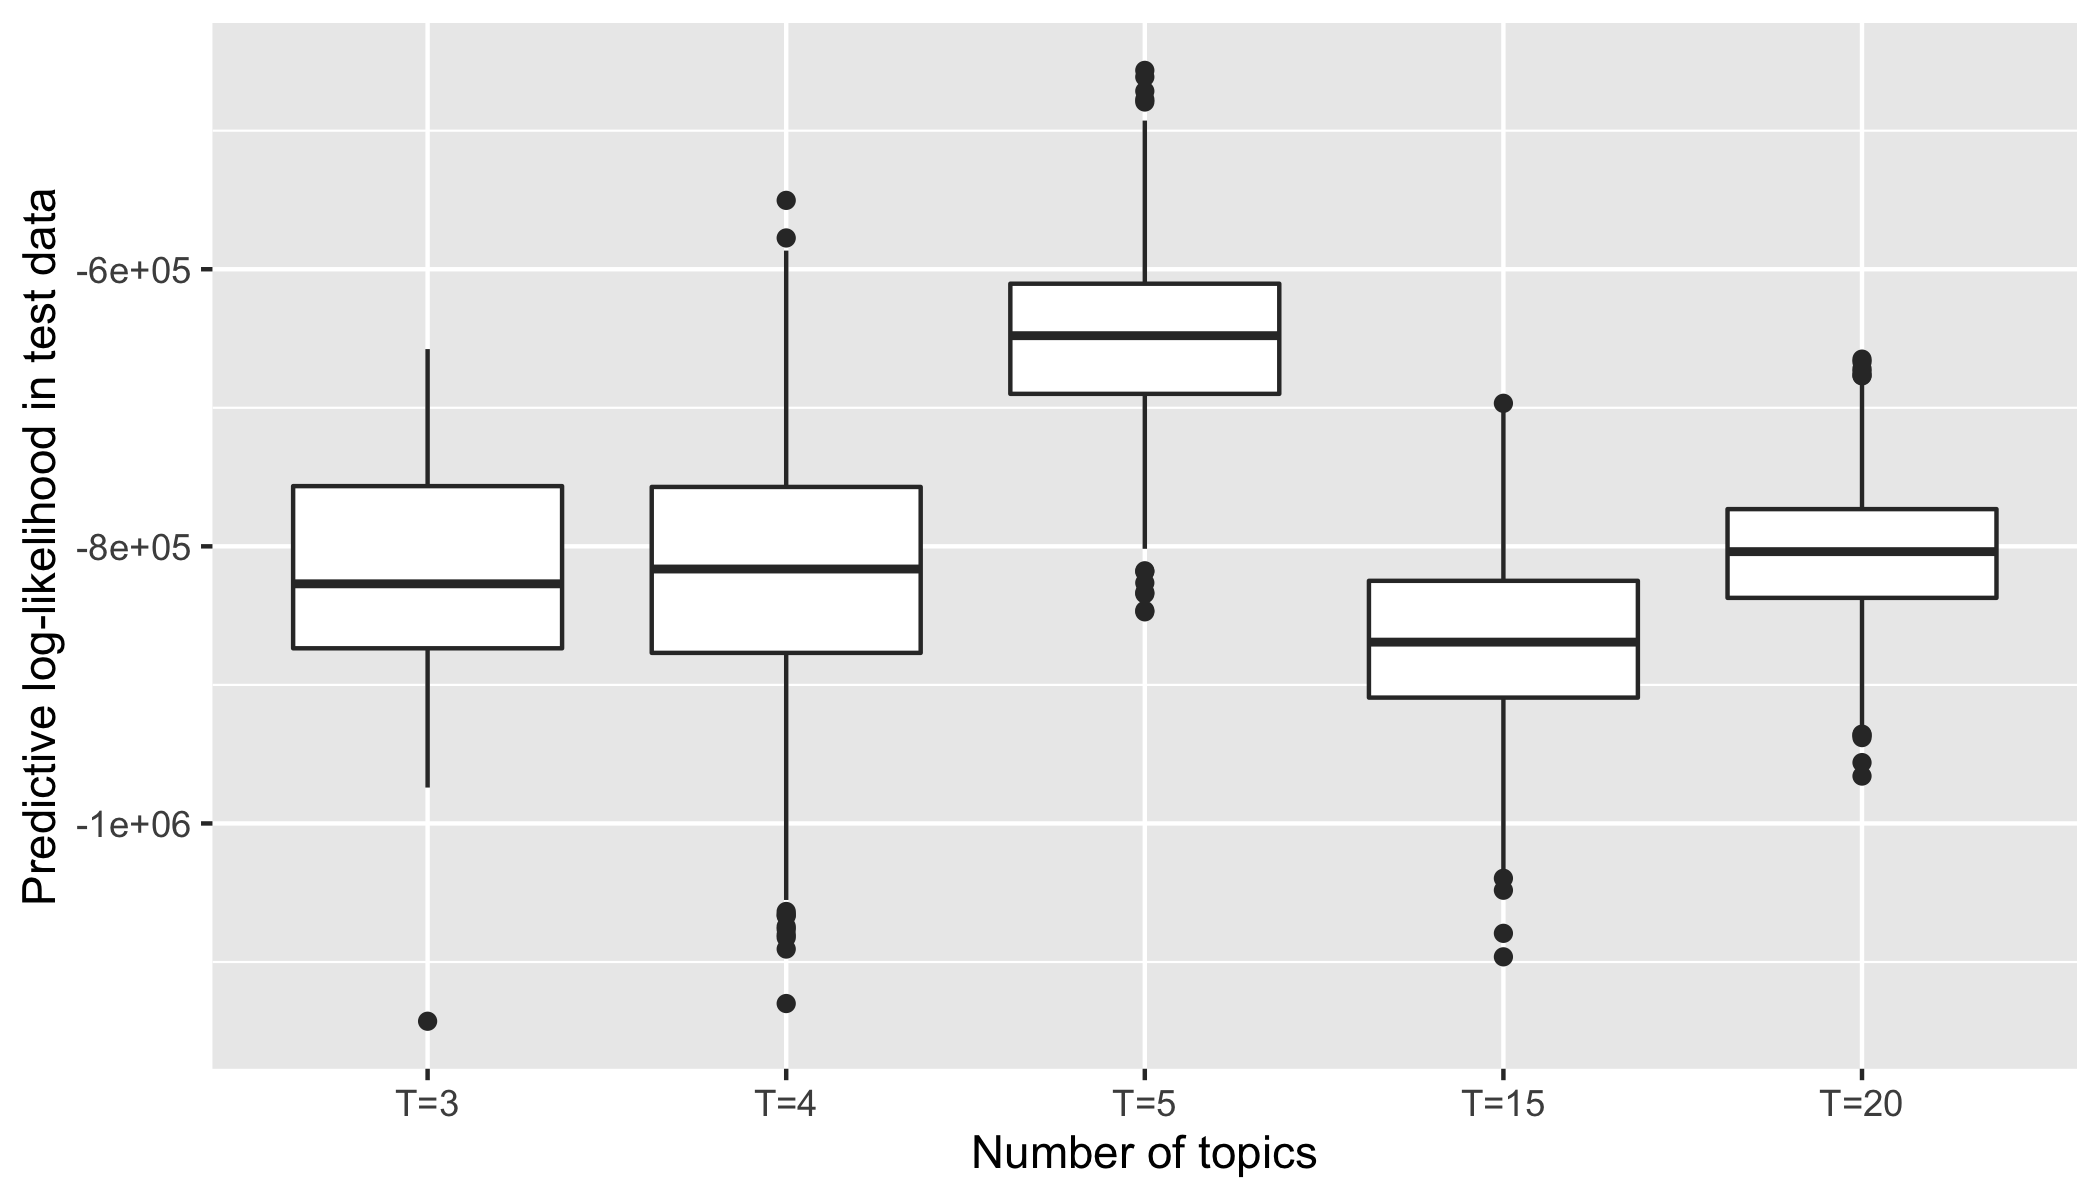 Predictive log-likelihood in test data
-6e+05
-8e+05
-1e+06
T=3 T=4 T=5 T=15 T=20
Number of topics